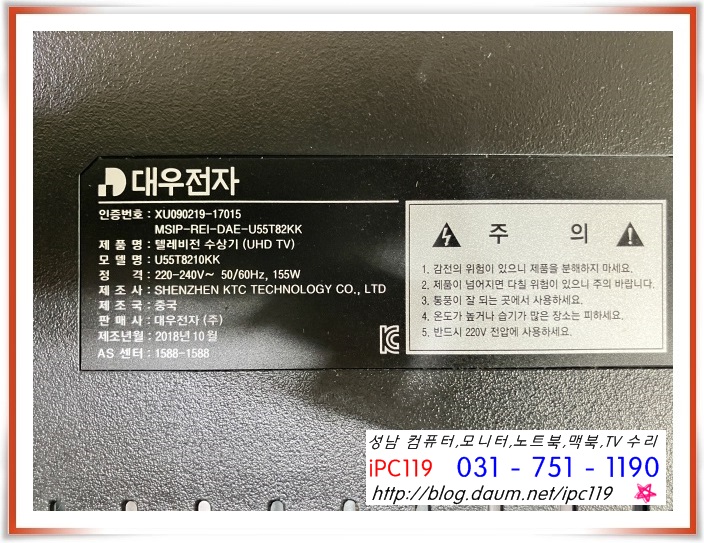 대우전자
인증번호 : XU090219-17015
MSIP-REI-DAE-U55T82KK
제 품 명 : 텔레비전 수상기 (UHD TV)
모 델 명 : U55T8210KK
정 격 : 220-240V~ 50/60Hz, 155W
제 조 사 : SHENZHEN KTC TECHNOLOGY CO., LTD
제 조 국 : 중국
판 매 사 : 대우전자 (주)
제조년월 : 2018년 10월
AS 센터 : 1588-1588
주 의
1. 감전의 위험이 있으니 제품을 분해하지 마세요.
2. 제품이 넘어지면 다칠 위험이 있으니 주의 바랍니다.
3. 통풍이 잘 되는 곳에서 사용하세요.
4. 온도가 높거나 습기가 많은 장소는 피하세요.
5. 반드시 220V 전압에 사용하세요.
성남 컴퓨터,모니터,노트북,맥북,TV 수리
iPC119 031 - 751 - 1190
http://blog.daum.net/ipc119